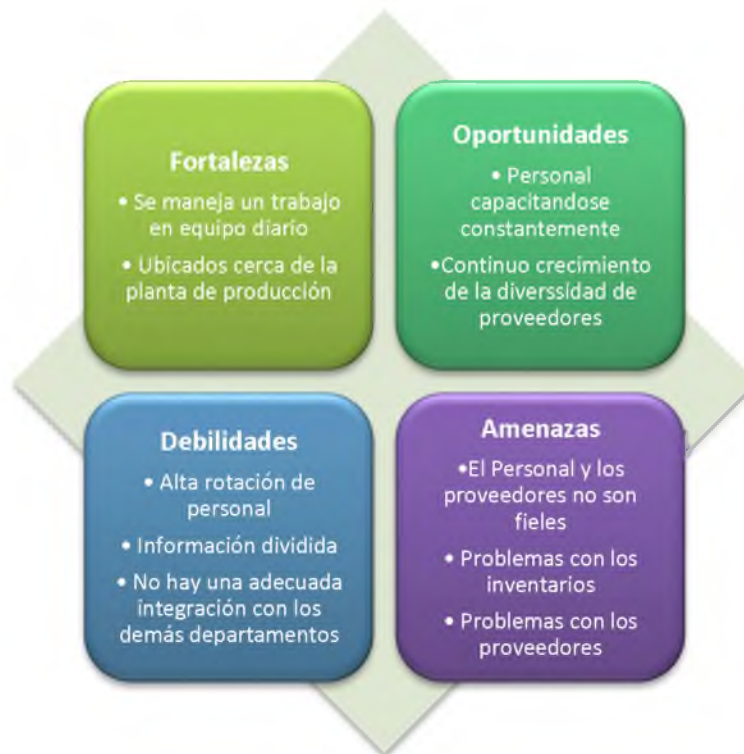 Fortalezas
• Se maneja un trabajo
en equipo diario
• Ubicados cerca de la
planta de producción
Oportunidades
• Personal
capacitandose
constantemente
•Continuo crecimiento
de la diverssidad de
proveedores
Debilidades
• Alta rotación de
personal
• Información dividida
• No hay una adecuada
integración con los
demás departamentos
Amenazas
•El Personal y los
proveedores no son
fieles
• Problemas con los
inventarios
• Problemas con los
proveedores